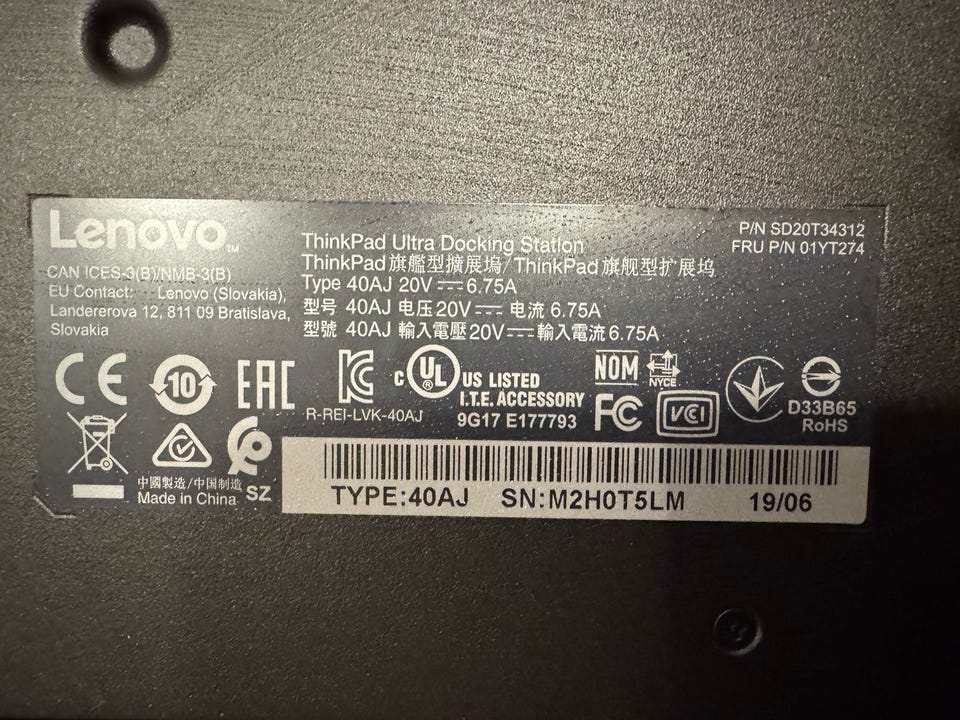 Lenovo™
CAN ICES-3(B)/NMB-3(B)
EU Contact: Lenovo (Slovakia),
Landererova 12, 811 09 Bratislava,
Slovakia
ThinkPad Ultra Docking Station
ThinkPad旗艦型擴展塢/ThinkPad旗舰型扩展坞
Type 40AJ 20V⎓6.75A
型号 40AJ 电压20V⎓ 电流 6.75A
型號 40AJ 輸入電壓20V⎓輸入電流6.75A
P/N SD20T34312
FRU P/N 01YT274
CE
10
EAC
KC
R-REI-LVK-40AJ
C UL US LISTED
I.T.E. ACCESSORY
9G17 E177793
NOM
NYCE
FC
VCI
D33B65
RoHS
中國製造/中国制造
Made in China
SZ
TYPE:40AJ SN:M2H0T5LM 19/06